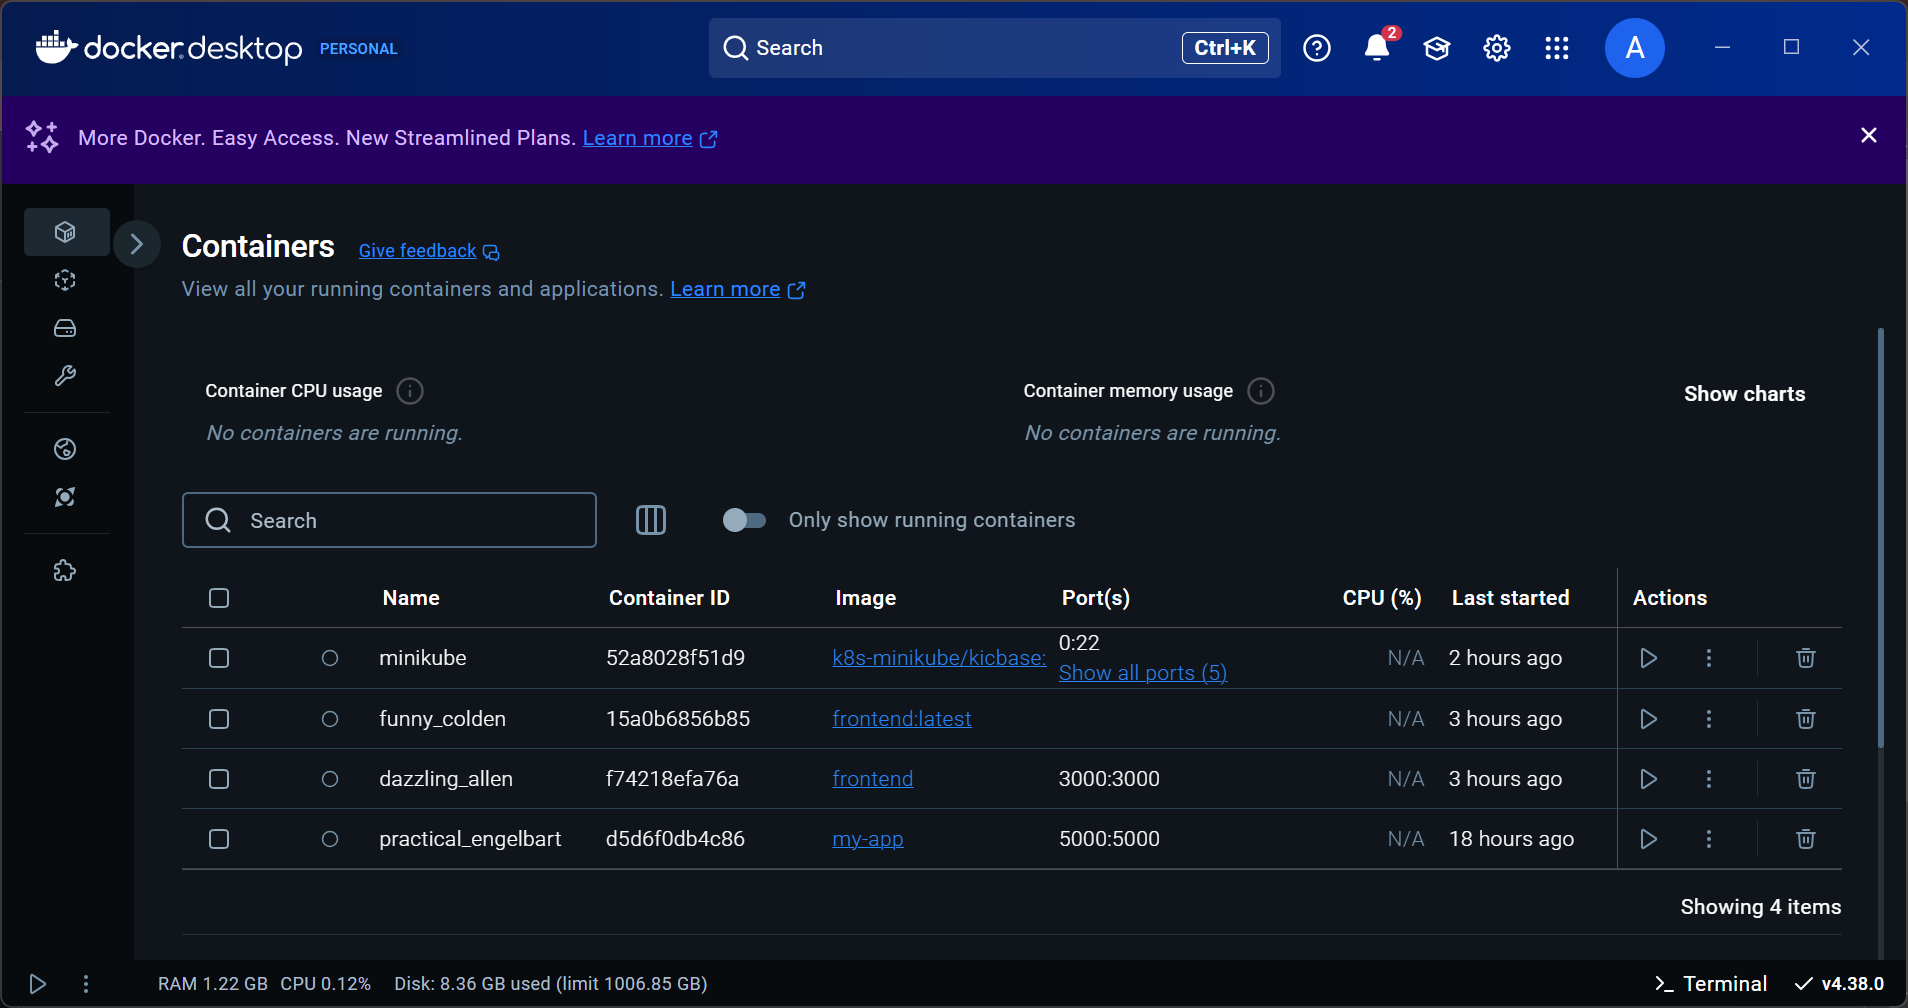 docker desktop PERSONAL
Search Ctrl+K
2
A
More Docker. Easy Access. New Streamlined Plans. Learn more
Containers Give feedback
View all your running containers and applications. Learn more
Container CPU usage Container memory usage Show charts
No containers are running. No containers are running.
Search Only show running containers
Name Container ID Image Port(s) CPU (%) Last started Actions
minikube 52a8028f51d9 k8s-minikube/kicbase: 0:22 Show all ports (5) N/A 2 hours ago
funny_colden 15a0b6856b85 frontend:latest N/A 3 hours ago
dazzling_allen f74218efa76a frontend 3000:3000 N/A 3 hours ago
practical_engelbart d5d6f0db4c86 my-app 5000:5000 N/A 18 hours ago
Showing 4 items
RAM 1.22 GB CPU 0.12% Disk: 8.36 GB used (limit 1006.85 GB) Terminal v4.38.0